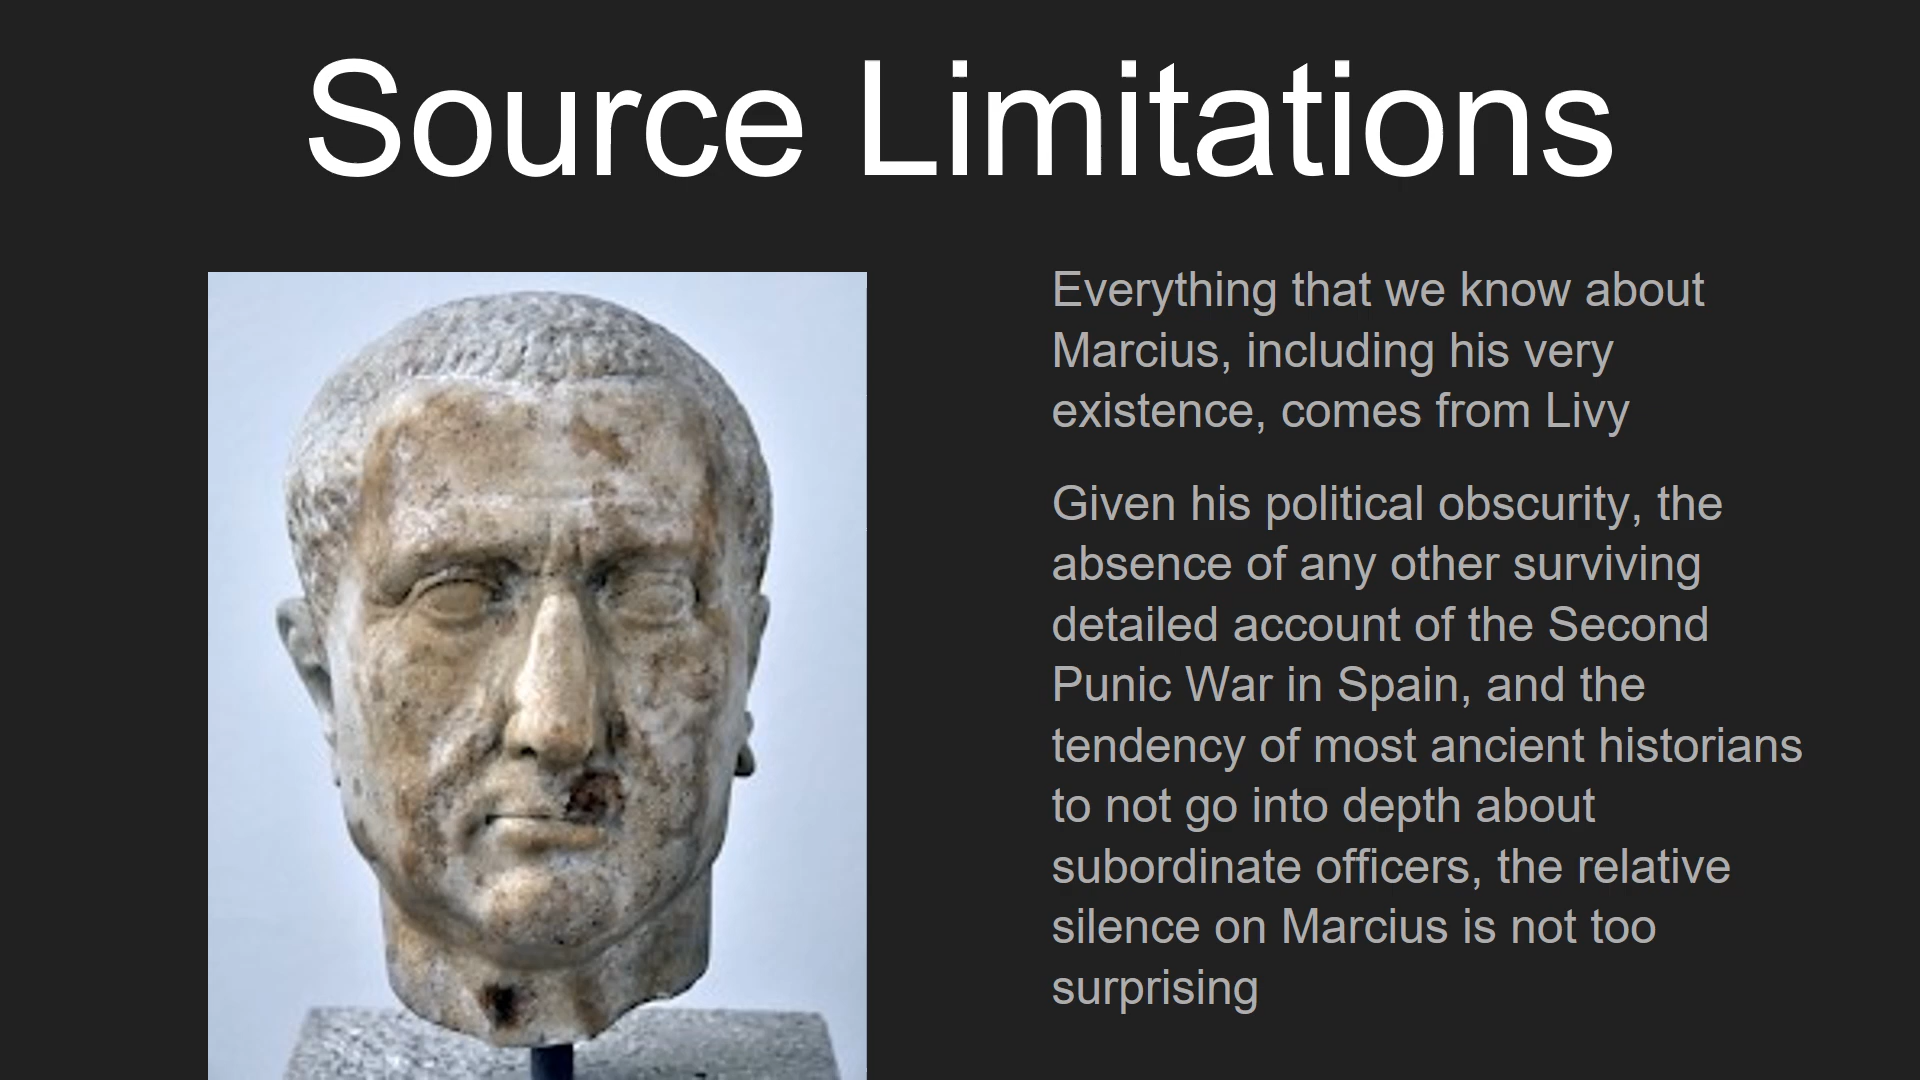 Source Limitations
Everything that we know about
Marcius, including his very
existence, comes from Livy
Given his political obscurity, the
absence of any other surviving
detailed account of the Second
Punic War in Spain, and the
tendency of most ancient historians
to not go into depth about
subordinate officers, the relative
silence on Marcius is not too
surprising